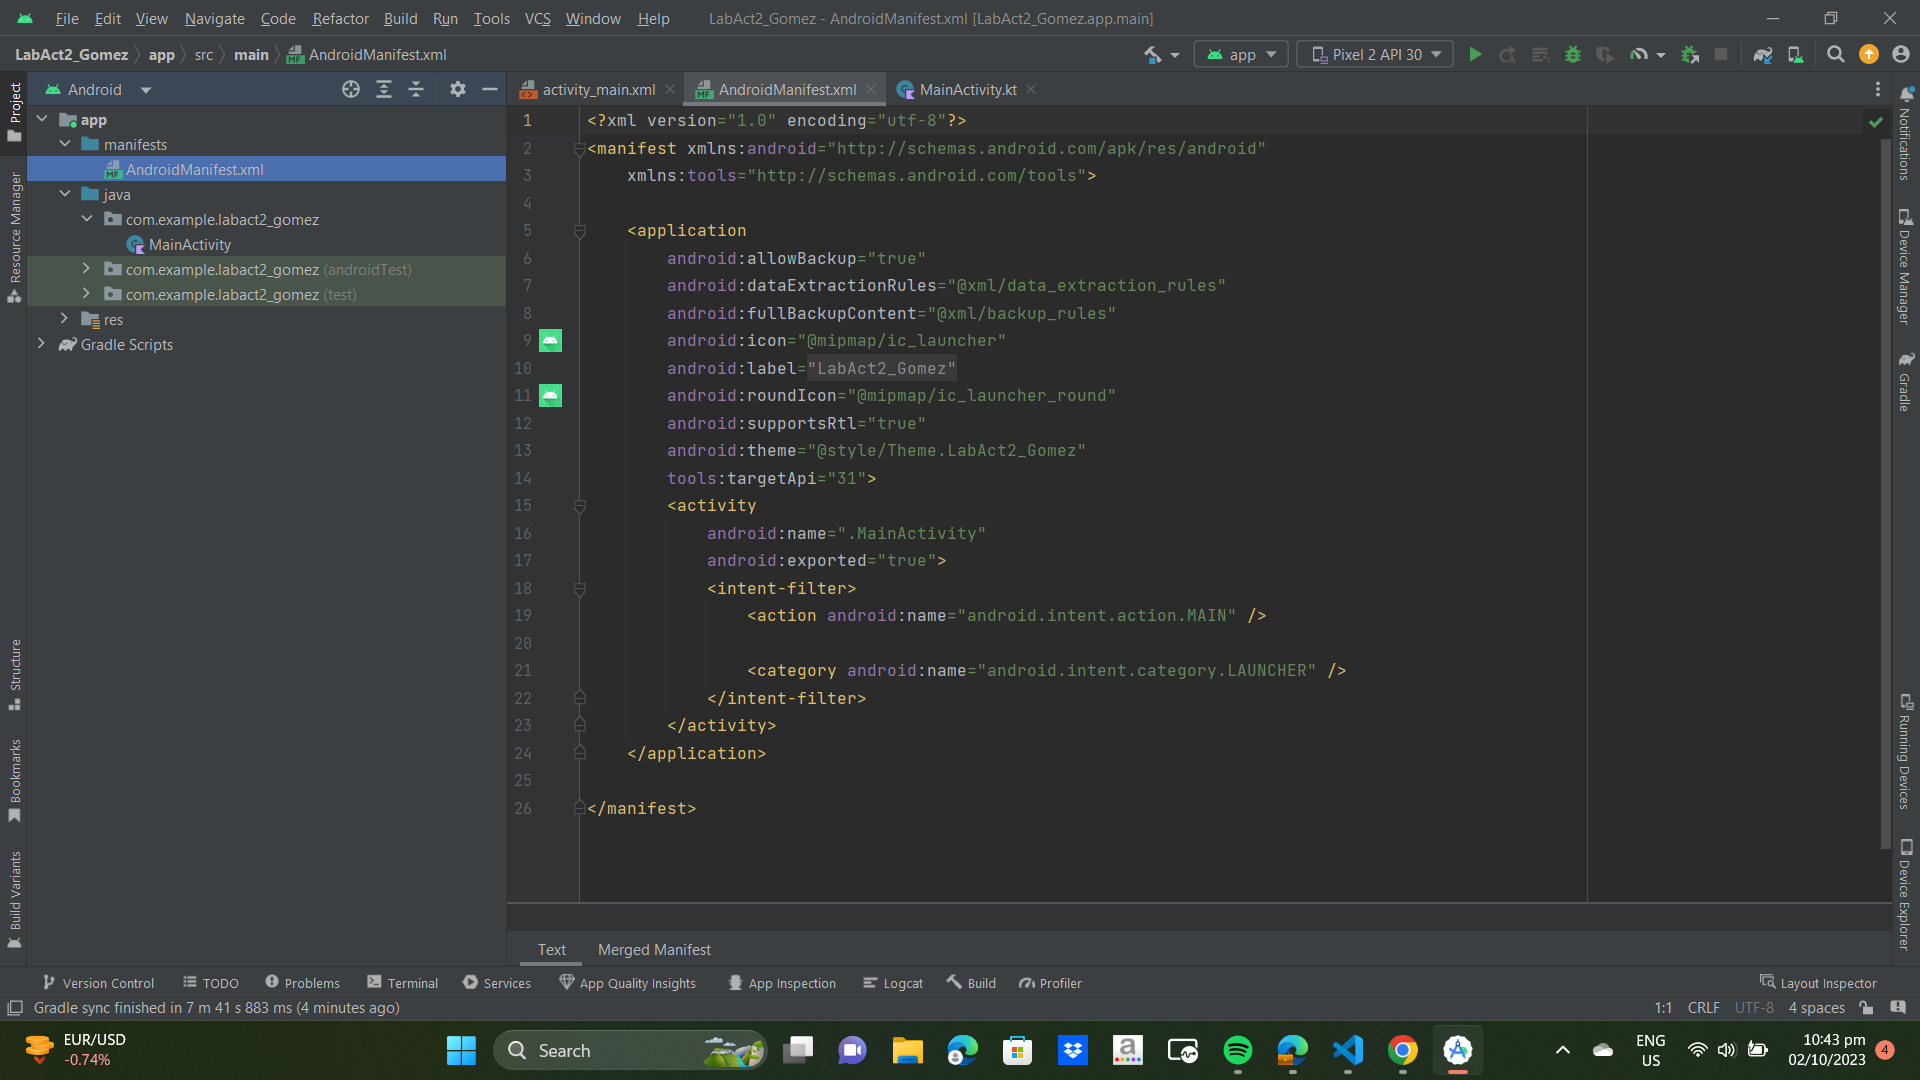 File Edit View Navigate Code Refactor Build Run Tools VCS Window Help LabAct2_Gomez - AndroidManifest.xml [LabAct2_Gomez.app.main]
LabAct2_Gomez app src main AndroidManifest.xml app Pixel 2 API 30
Project
Resource Manager
Structure
Bookmarks
Build Variants
Android
app
manifests
AndroidManifest.xml
java
com.example.labact2_gomez
MainActivity
com.example.labact2_gomez (androidTest)
com.example.labact2_gomez (test)
res
Gradle Scripts
activity_main.xml AndroidManifest.xml MainActivity.kt
1 <?xml version="1.0" encoding="utf-8"?>
2 <manifest xmlns:android="http://schemas.android.com/apk/res/android"
3 xmlns:tools="http://schemas.android.com/tools">
4
5 <application
6 android:allowBackup="true"
7 android:dataExtractionRules="@xml/data_extraction_rules"
8 android:fullBackupContent="@xml/backup_rules"
9 android:icon="@mipmap/ic_launcher"
10 android:label="LabAct2_Gomez"
11 android:roundIcon="@mipmap/ic_launcher_round"
12 android:supportsRtl="true"
13 android:theme="@style/Theme.LabAct2_Gomez"
14 tools:targetApi="31">
15 <activity
16 android:name=".MainActivity"
17 android:exported="true">
18 <intent-filter>
19 <action android:name="android.intent.action.MAIN" />
20
21 <category android:name="android.intent.category.LAUNCHER" />
22 </intent-filter>
23 </activity>
24 </application>
25
26 </manifest>
Text Merged Manifest
Notifications
Device Manager
Gradle
Running Devices
Device Explorer
Version Control TODO Problems Terminal Services App Quality Insights App Inspection Logcat Build Profiler Layout Inspector
Gradle sync finished in 7 m 41 s 883 ms (4 minutes ago) 1:1 CRLF UTF-8 4 spaces
EUR/USD
-0.74%
Search
ENG
US
10:43 pm
02/10/2023
4